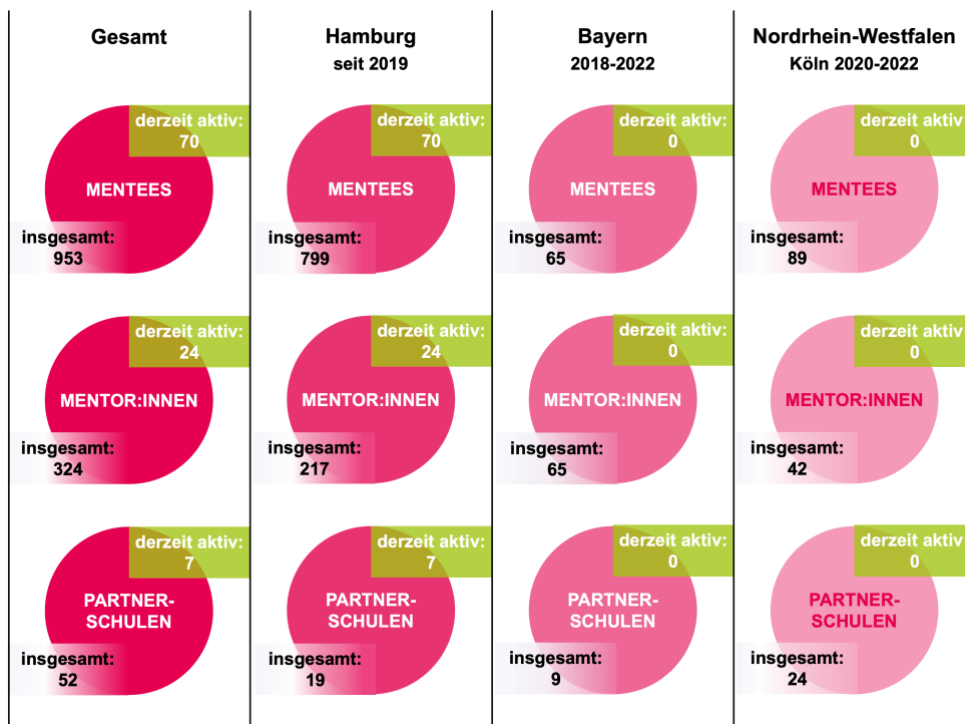 Gesamt
Hamburg
seit 2019
Bayern
2018-2022
Nordrhein-Westfalen
Köln 2020-2022
derzeit aktiv:
70
MENTEES
insgesamt:
953
derzeit aktiv:
70
MENTEES
insgesamt:
799
derzeit aktiv:
0
MENTEES
insgesamt:
65
derzeit aktiv:
0
MENTEES
insgesamt:
89
derzeit aktiv:
24
MENTOR:INNEN
insgesamt:
324
derzeit aktiv:
24
MENTOR:INNEN
insgesamt:
217
derzeit aktiv:
0
MENTOR:INNEN
insgesamt:
65
derzeit aktiv:
0
MENTOR:INNEN
insgesamt:
42
derzeit aktiv:
7
PARTNER-
SCHULEN
insgesamt:
52
derzeit aktiv:
7
PARTNER-
SCHULEN
insgesamt:
19
derzeit aktiv:
0
PARTNER-
SCHULEN
insgesamt:
9
derzeit aktiv:
0
PARTNER-
SCHULEN
insgesamt:
24